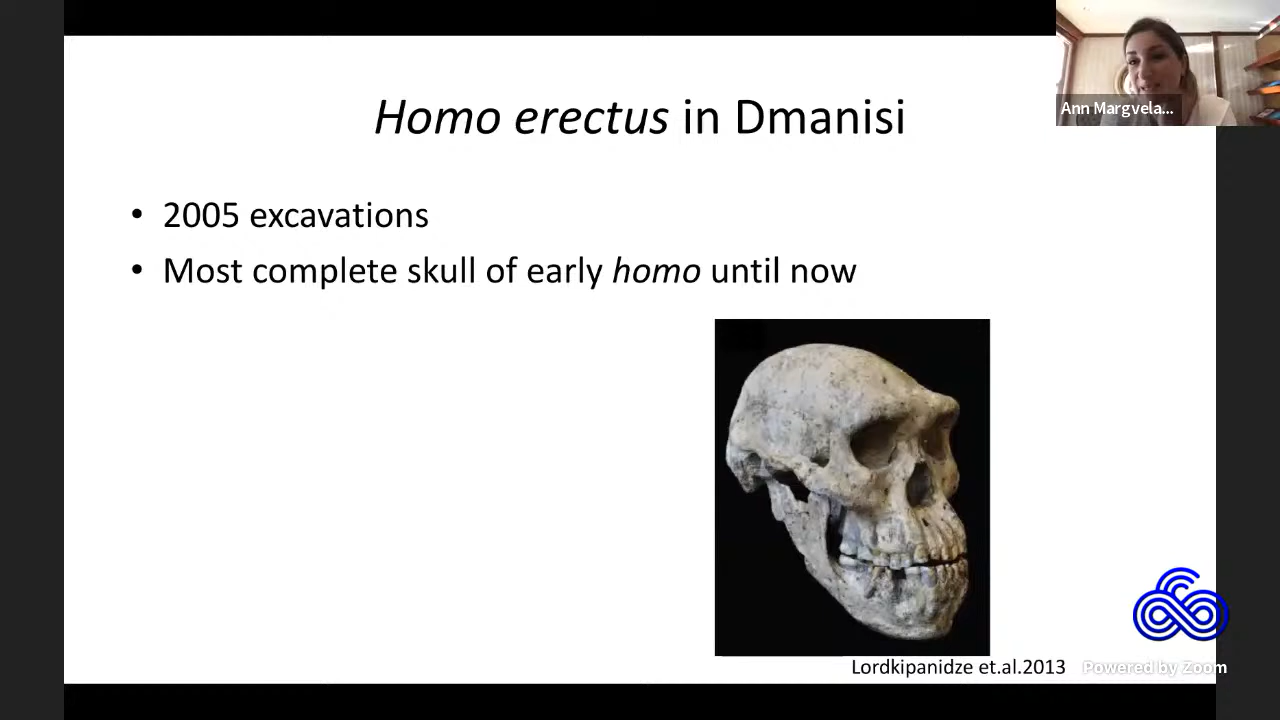 Homo erectus in Dmanisi
Ann Margvela...
• 2005 excavations
• Most complete skull of early homo until now
Lordkipanidze et.al.2013
Powered by Zoom